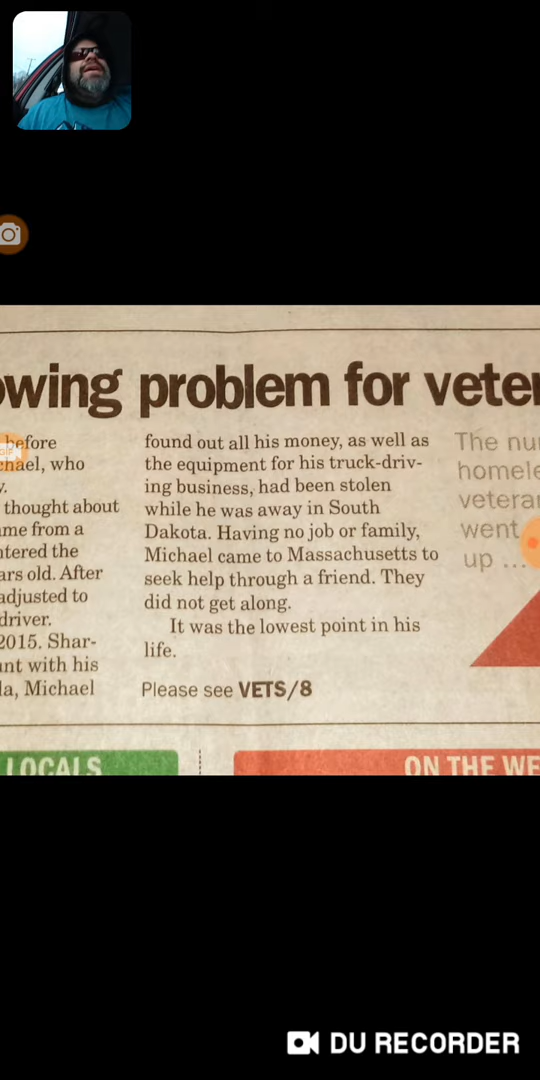 owing problem for veter
before
chael, who
y.
thought about
ame from a
ntered the
ars old. After
adjusted to
driver.
2015. Shar-
nt with his
la, Michael
found out all his money, as well as
the equipment for his truck-driv-
ing business, had been stolen
while he was away in South
Dakota. Having no job or family,
Michael came to Massachusetts to
seek help through a friend. They
did not get along.
It was the lowest point in his
life.
Please see VETS/8
The nu
homele
vetera
went
up ...
LOCALS
ON THE WE
DU RECORDER